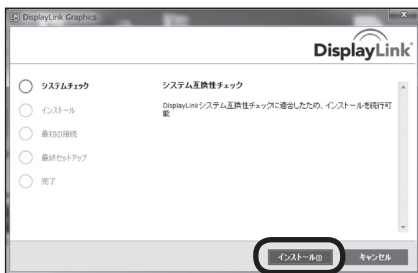 DisplayLink Graphics
DisplayLink
システムチェック
インストール
最初の接続
最終セットアップ
完了
システム互換性チェック
DisplayLinkシステム互換性チェックに適合したため、インストールを続行可
能
インストール(I)
キャンセル